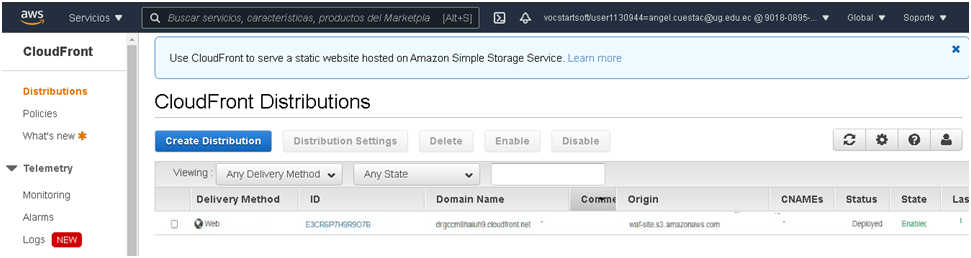 aws Servicios Buscar servicios, características, productos del Marketpla [Alt+S] vocstartsoft/user1130944=angel.cuestac@ug.edu.ec @ 9018-0895-... Global Soporte
CloudFront
Distributions
Policies
What's new
Telemetry
Monitoring
Alarms
Logs NEW
Use CloudFront to serve a static website hosted on Amazon Simple Storage Service. Learn more
CloudFront Distributions
Create Distribution Distribution Settings Delete Enable Disable
Viewing : Any Delivery Method Any State
Delivery Method ID Domain Name Comme Origin CNAMEs Status State Las
Web E3CR6P7H9R9O7B - waf-site.s3.amazonaws.com - Deployed Enabled